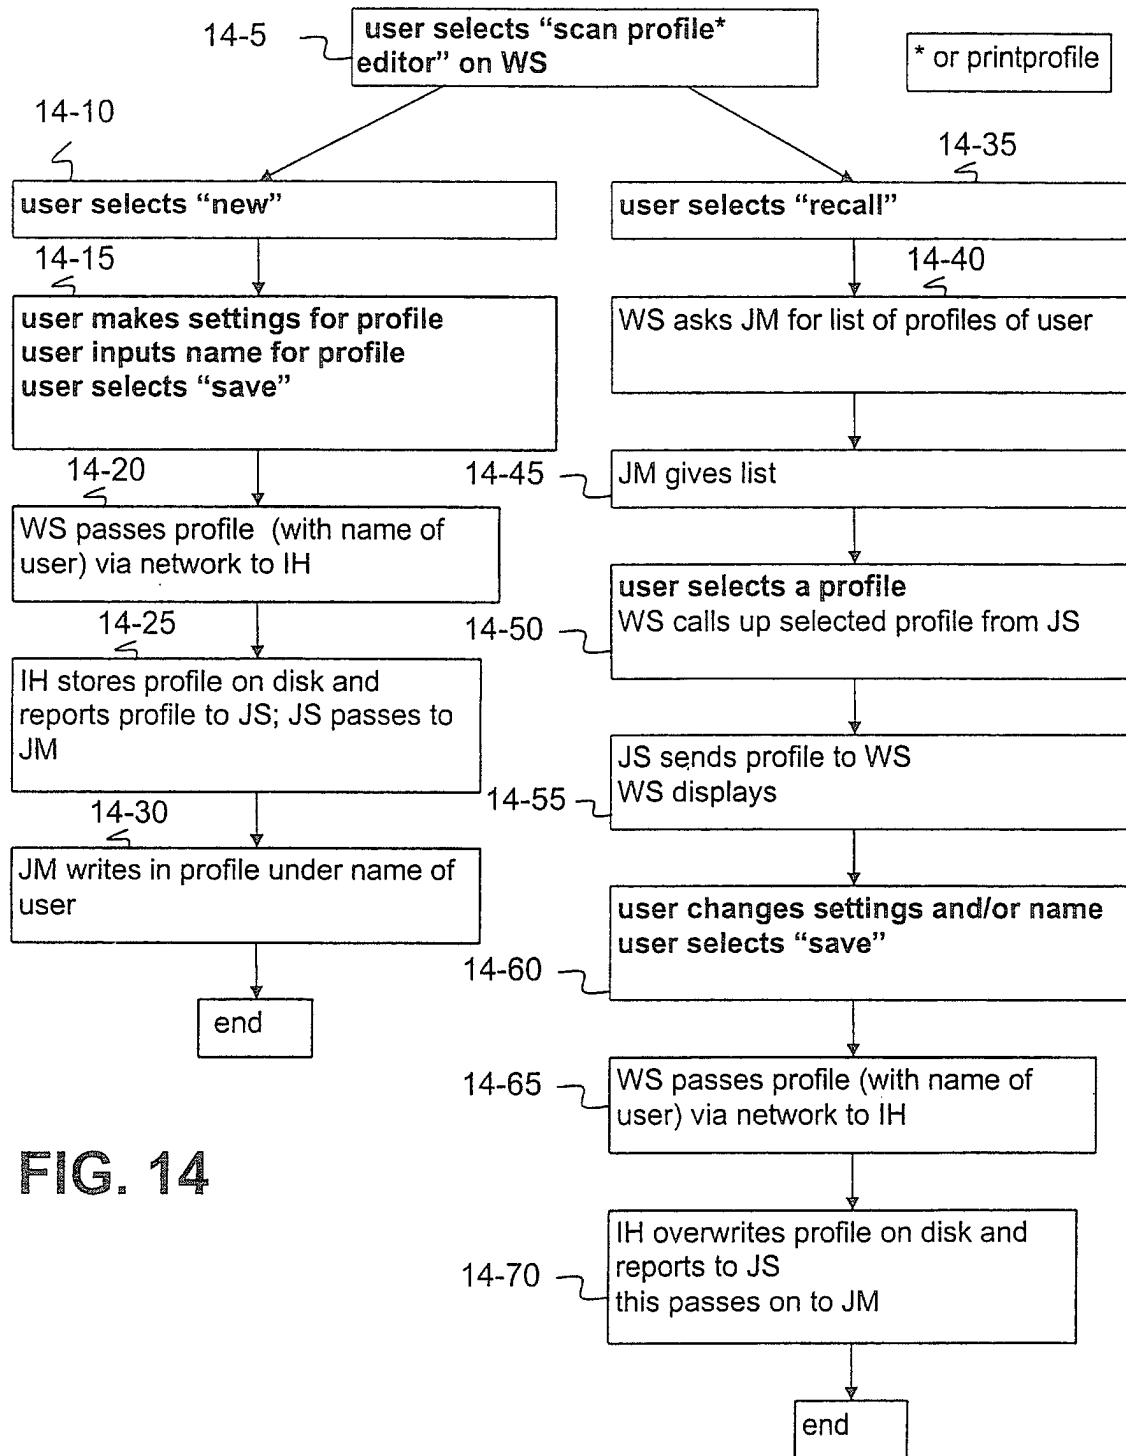 14-5
user selects “scan profile*
editor” on WS
* or printprofile
14-10
user selects “new”
14-15
user makes settings for profile
user inputs name for profile
user selects “save”
14-20
WS passes profile (with name of
user) via network to IH
14-25
IH stores profile on disk and
reports profile to JS; JS passes to
JM
14-30
JM writes in profile under name of
user
end
14-35
user selects “recall”
14-40
WS asks JM for list of profiles of user
14-45
JM gives list
14-50
user selects a profile
WS calls up selected profile from JS
14-55
JS sends profile to WS
WS displays
14-60
user changes settings and/or name
user selects “save”
14-65
WS passes profile (with name of
user) via network to IH
14-70
IH overwrites profile on disk and
reports to JS
this passes on to JM
end
FIG. 14